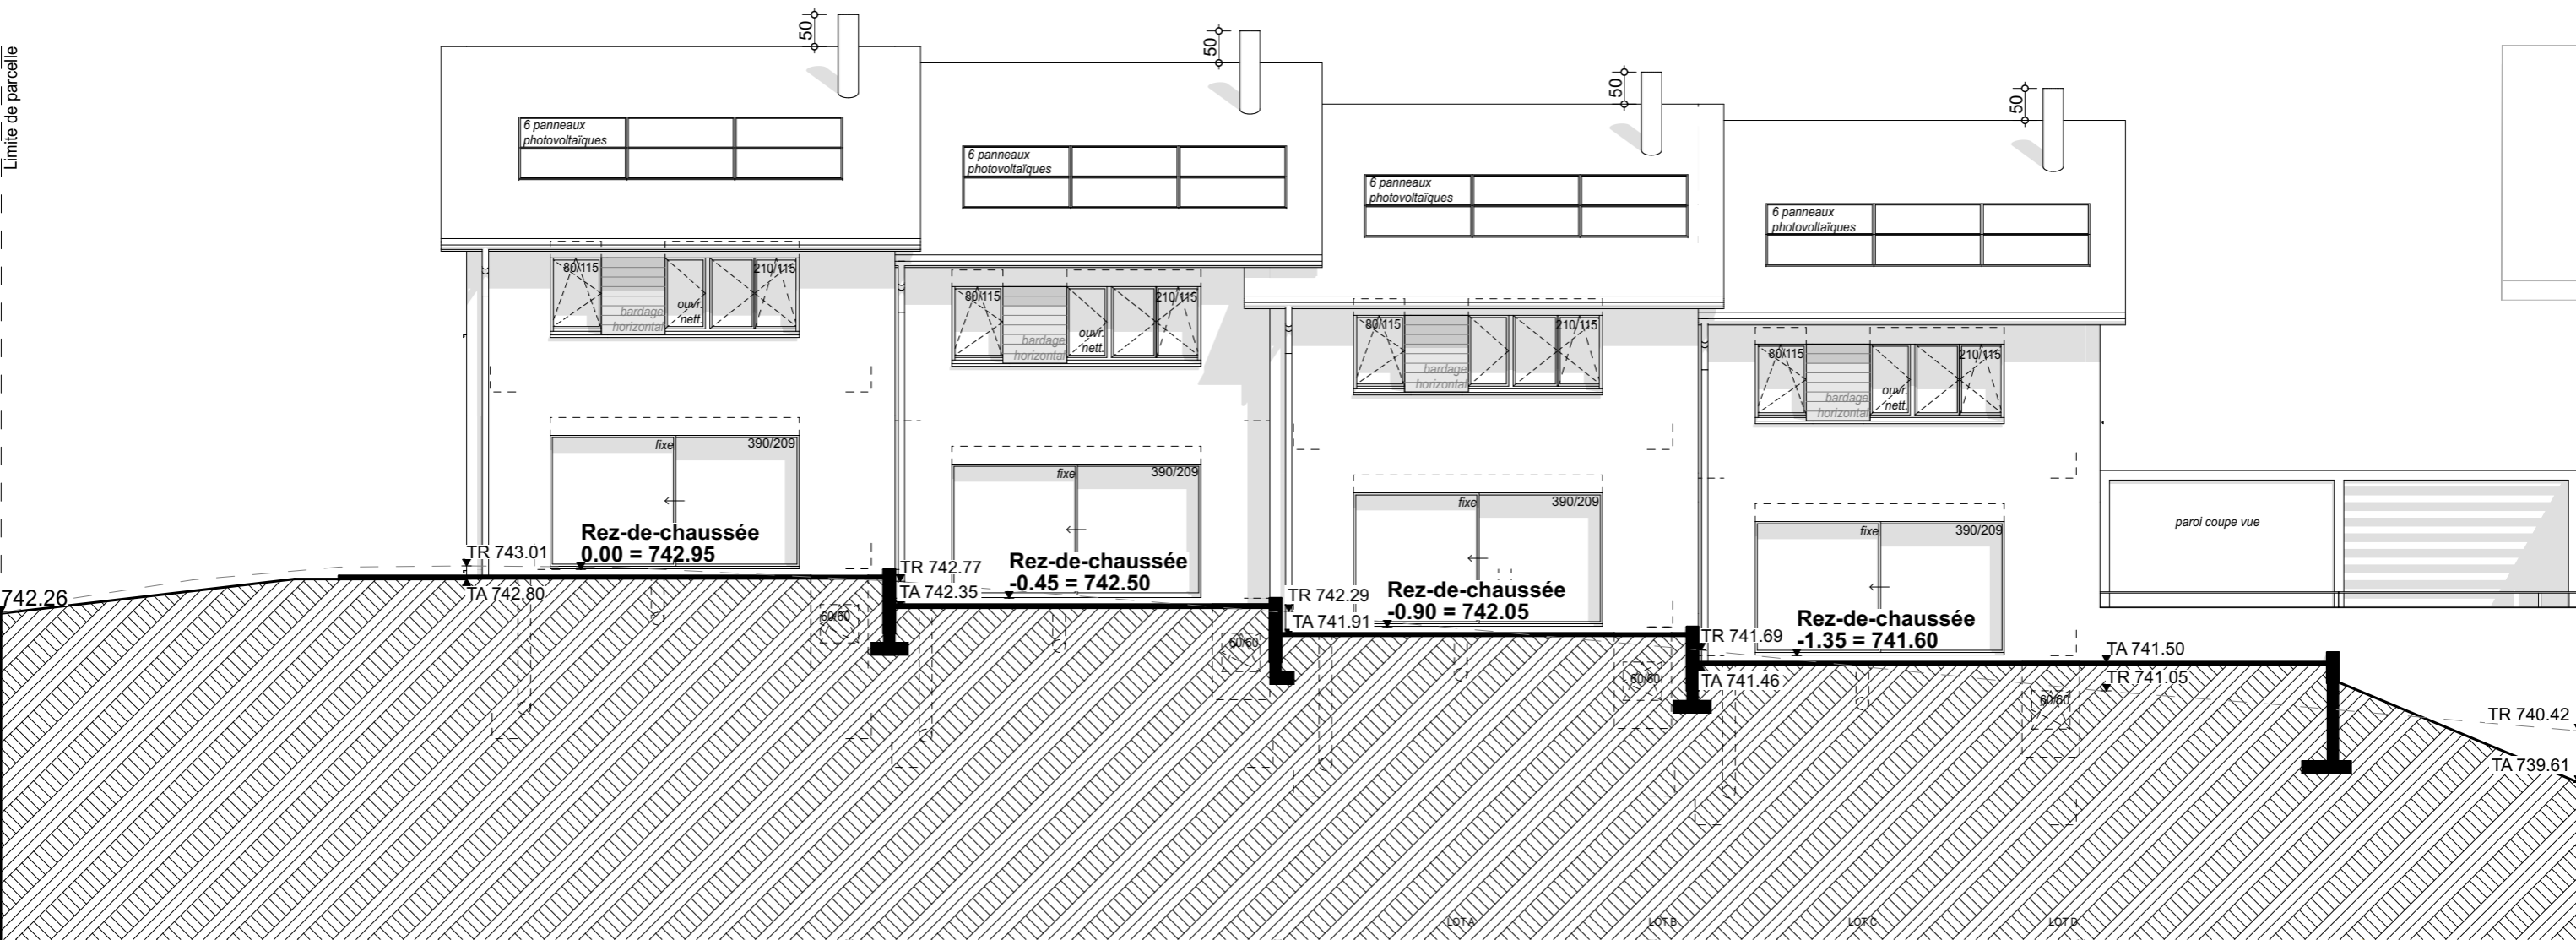 Limite de parcelle
50
50
50
50
6 panneaux
photovoltaïques
6 panneaux
photovoltaïques
6 panneaux
photovoltaïques
6 panneaux
photovoltaïques
80/115
bardage
horizontal
ouvr.
nett.
210/115
80/115
bardage
horizontal
ouvr.
nett.
210/115
80/115
bardage
horizontal
210/115
80/115
bardage
horizontal
ouvr.
nett.
210/115
fixe
390/209
fixe
390/209
fixe
390/209
fixe
390/209
paroi coupe vue
Rez-de-chaussée
0.00 = 742.95
Rez-de-chaussée
-0.45 = 742.50
Rez-de-chaussée
-0.90 = 742.05
Rez-de-chaussée
-1.35 = 741.60
742.26
TR 743.01
TA 742.80
TR 742.77
TA 742.35
TR 742.29
TA 741.91
TR 741.69
TA 741.46
TA 741.50
TR 741.05
TR 740.42
TA 739.61
60/60
60/60
60/60
60/60
LOT A
LOT B
LOT C
LOT D